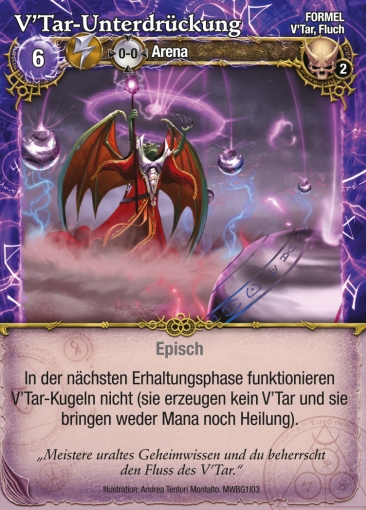 V'Tar-Unterdrückung
FORMEL
V'Tar, Fluch
6
0-0
Arena
2
Episch
In der nächsten Erhaltungsphase funktionieren
V'Tar-Kugeln nicht (sie erzeugen kein V'Tar und sie
bringen weder Mana noch Heilung).
„Meistere uraltes Geheimwissen und du beherrscht
den Fluss des V'Tar.“
Illustration: Andrea Tentori Montalto. MWBG1I03